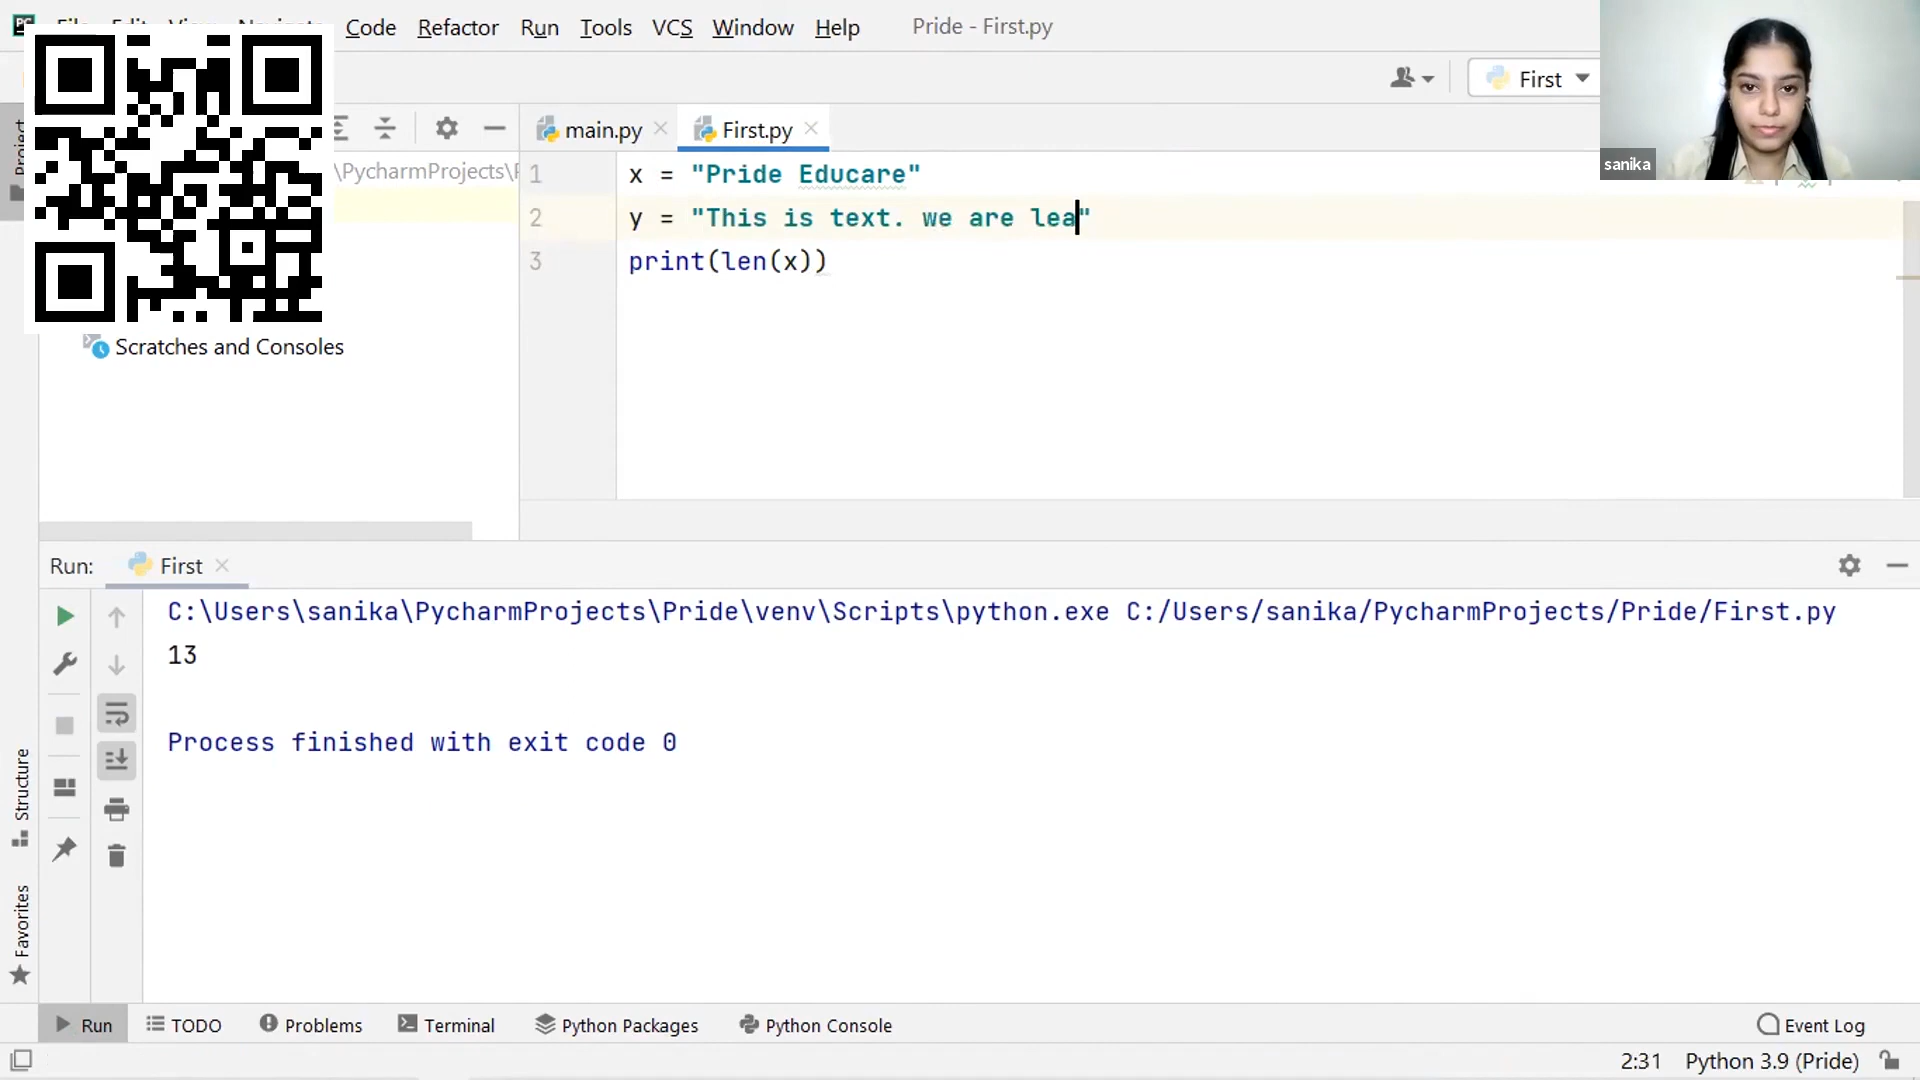 Code Refactor Run Tools VCS Window Help Pride - First.py
First
sanika
main.py First.py
\PycharmProjects\
1 x = "Pride Educare"
2 y = "This is text. we are lea"
3 print(len(x))
Scratches and Consoles
Run: First
C:\Users\sanika\PycharmProjects\Pride\venv\Scripts\python.exe C:/Users/sanika/PycharmProjects/Pride/First.py
13
Process finished with exit code 0
Structure
Favorites
Run TODO Problems Terminal Python Packages Python Console Event Log
2:31 Python 3.9 (Pride)